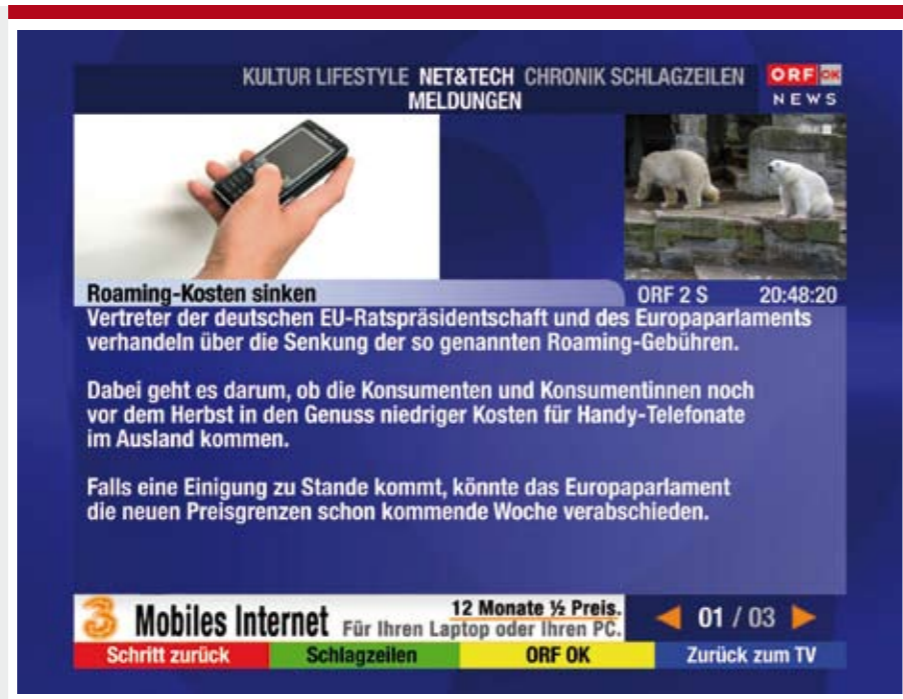 KULTUR LIFESTYLE NET&TECH CHRONIK SCHLAGZEILEN
MELDUNGEN
ORF OK
NEWS
Roaming-Kosten sinken
ORF 2 S 20:48:20
Vertreter der deutschen EU-Ratspräsidentschaft und des Europaparlaments
verhandeln über die Senkung der so genannten Roaming-Gebühren.
Dabei geht es darum, ob die Konsumenten und Konsumentinnen noch
vor dem Herbst in den Genuss niedriger Kosten für Handy-Telefonate
im Ausland kommen.
Falls eine Einigung zu Stande kommt, könnte das Europaparlament
die neuen Preisgrenzen schon kommende Woche verabschieden.
3 Mobiles Internet
12 Monate ½ Preis.
Für Ihren Laptop oder Ihren PC.
01 / 03
Schritt zurück Schlagzeilen ORF OK Zurück zum TV